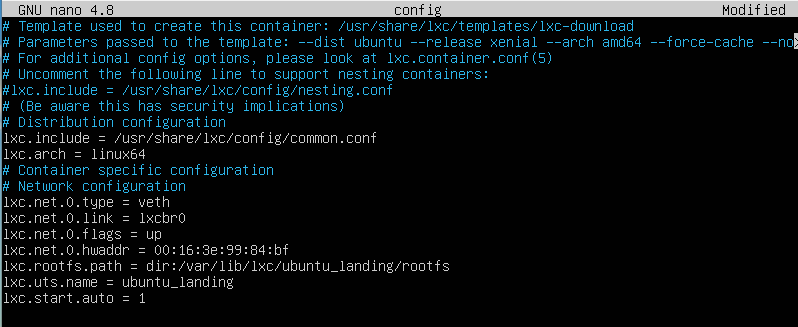 GNU nano 4.8 config Modified
# Template used to create this container: /usr/share/lxc/templates/lxc-download
# Parameters passed to the template: --dist ubuntu --release xenial --arch amd64 --force-cache --no>
# For additional config options, please look at lxc.container.conf(5)
# Uncomment the following line to support nesting containers:
#lxc.include = /usr/share/lxc/config/nesting.conf
# (Be aware this has security implications)
# Distribution configuration
lxc.include = /usr/share/lxc/config/common.conf
lxc.arch = linux64
# Container specific configuration
# Network configuration
lxc.net.0.type = veth
lxc.net.0.link = lxcbr0
lxc.net.0.flags = up
lxc.net.0.hwaddr = 00:16:3e:99:84:bf
lxc.rootfs.path = dir:/var/lib/lxc/ubuntu_landing/rootfs
lxc.uts.name = ubuntu_landing
lxc.start.auto = 1